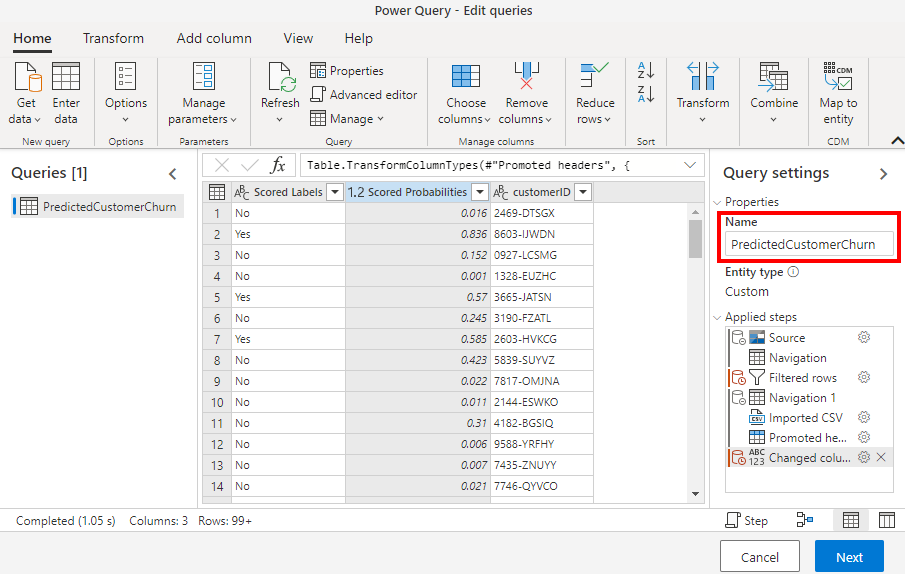 Power Query - Edit queries
Home Transform Add column View Help
Get data
Enter data
Options
Manage parameters
Refresh
Properties
Advanced editor
Manage
Choose columns
Remove columns
Reduce rows
A Z
Z A
Transform
Combine
CDM
Map to entity
New query Options Parameters Query Manage columns Sort CDM
Queries [1]
PredictedCustomerChurn
fx Table.TransformColumnTypes(#"Promoted headers", {
ABC Scored Labels 1.2 Scored Probabilities ABC customerID
1 No 0.016 2469-DTSGX
2 Yes 0.836 8603-IJWDN
3 No 0.152 0927-LCSMG
4 No 0.001 1328-EUZHC
5 Yes 0.57 3665-JATSN
6 No 0.245 3190-FZATL
7 Yes 0.585 2603-HVKCG
8 No 0.423 5839-SUYVZ
9 No 0.022 7817-OMJNA
10 No 0.011 2144-ESWKO
11 No 0.31 4182-BGSIQ
12 No 0.006 9588-YRFHY
13 No 0.007 7435-ZNUYY
14 No 0.021 7746-QYVCO
Query settings
Properties
Name
PredictedCustomerChurn
Entity type
Custom
Applied steps
Source
Navigation
Filtered rows
Navigation 1
Imported CSV
Promoted he...
ABC 123 Changed colu...
Completed (1.05 s) Columns: 3 Rows: 99+ Step
Cancel Next